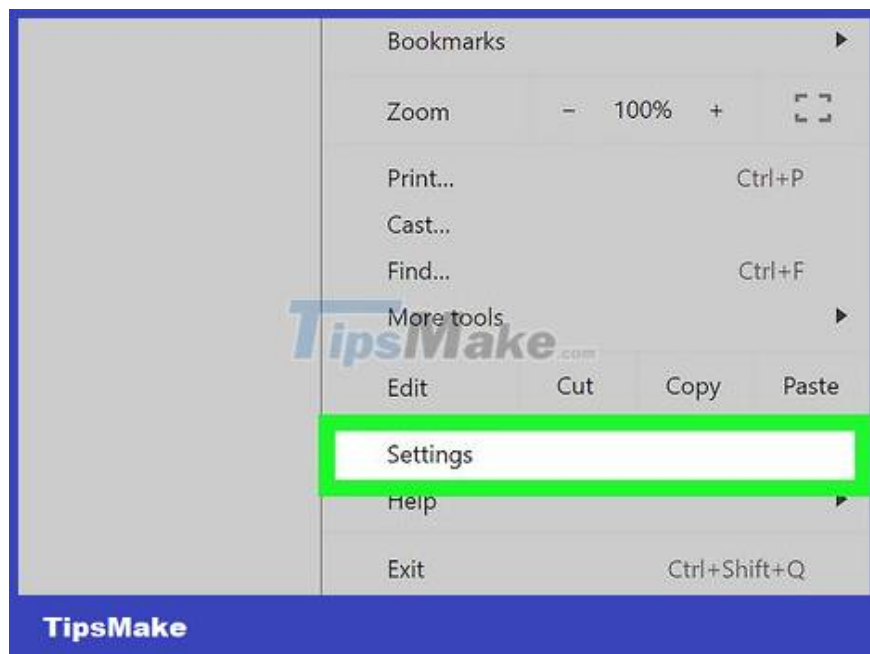 Bookmarks
Zoom - 100% +
Print... Ctrl+P
Cast...
Find... Ctrl+F
More tools
TipsMake.com
Edit Cut Copy Paste
Settings
Help
Exit Ctrl+Shift+Q
TipsMake